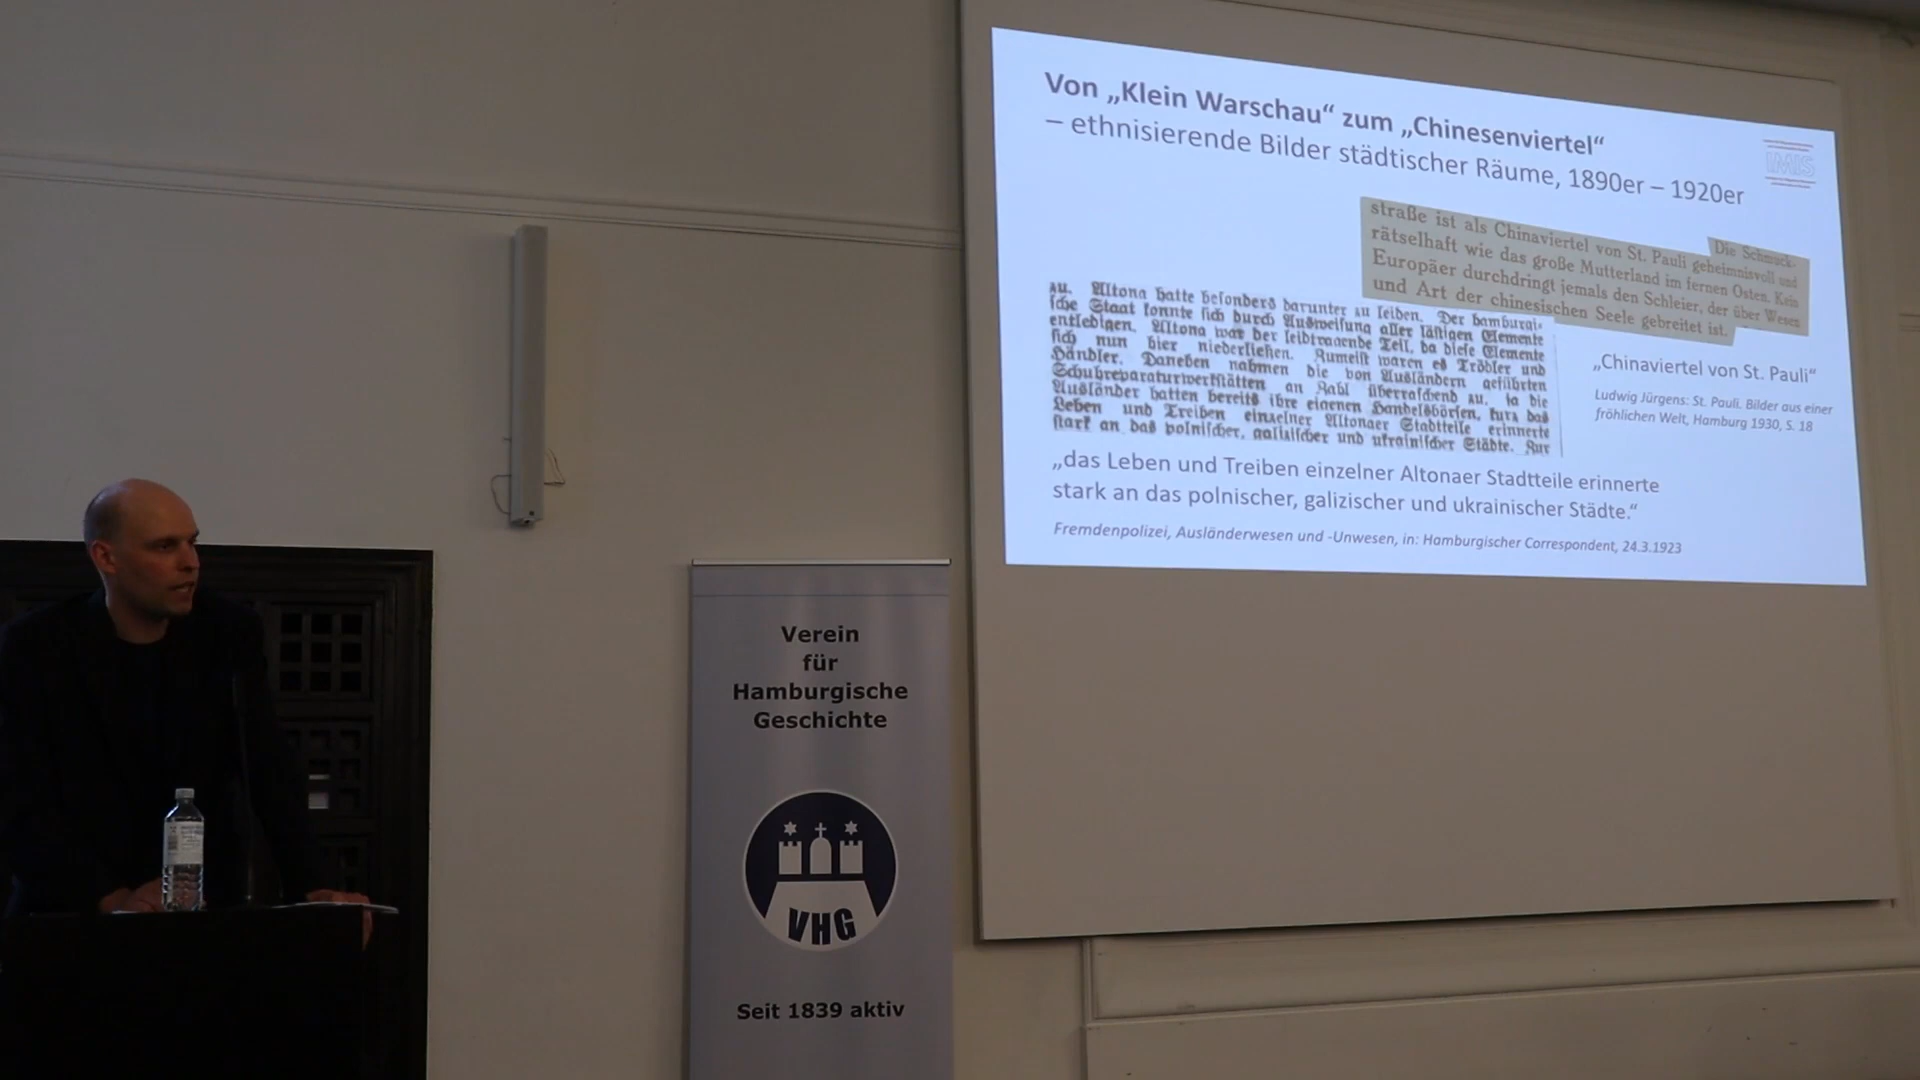 Von „Klein Warschau“ zum „Chinesenviertel“
– ethnisierende Bilder städtischer Räume, 1890er – 1920er
IMIS
Die Schmuck-
straße ist als Chinaviertel von St. Pauli geheimnisvoll und
rätselhaft wie das große Mutterland im fernen Osten. Kein
Europäer durchdringt jemals den Schleier, der über Wesen
und Art der chinesischen Seele gebreitet ist.
zu. Altona hatte besonders darunter zu leiden. Der hamburgi-
sche Staat konnte sich durch Ausweisung aller lästigen Elemente
entledigen. Altona war der leidtragende Teil, da diese Elemente
sich nun hier niederließen. Zumeist waren es Trödler und
Händler. Daneben nahmen die von Ausländern geführten
Schuhreparaturwerkstätten an Zahl überraschend zu, ja die
Ausländer hatten bereits ihre eigenen Handelsbörsen, kurz das
Leben und Treiben einzelner Altonaer Stadtteile erinnerte
stark an das polnischer, galizischer und ukrainischer Städte. Zur
„Chinaviertel von St. Pauli“
Ludwig Jürgens: St. Pauli. Bilder aus einer
fröhlichen Welt, Hamburg 1930, S. 18
„das Leben und Treiben einzelner Altonaer Stadtteile erinnerte
stark an das polnischer, galizischer und ukrainischer Städte.“
Fremdenpolizei, Ausländerwesen und -Unwesen, in: Hamburgischer Correspondent, 24.3.1923
Verein
für
Hamburgische
Geschichte
VHG
Seit 1839 aktiv